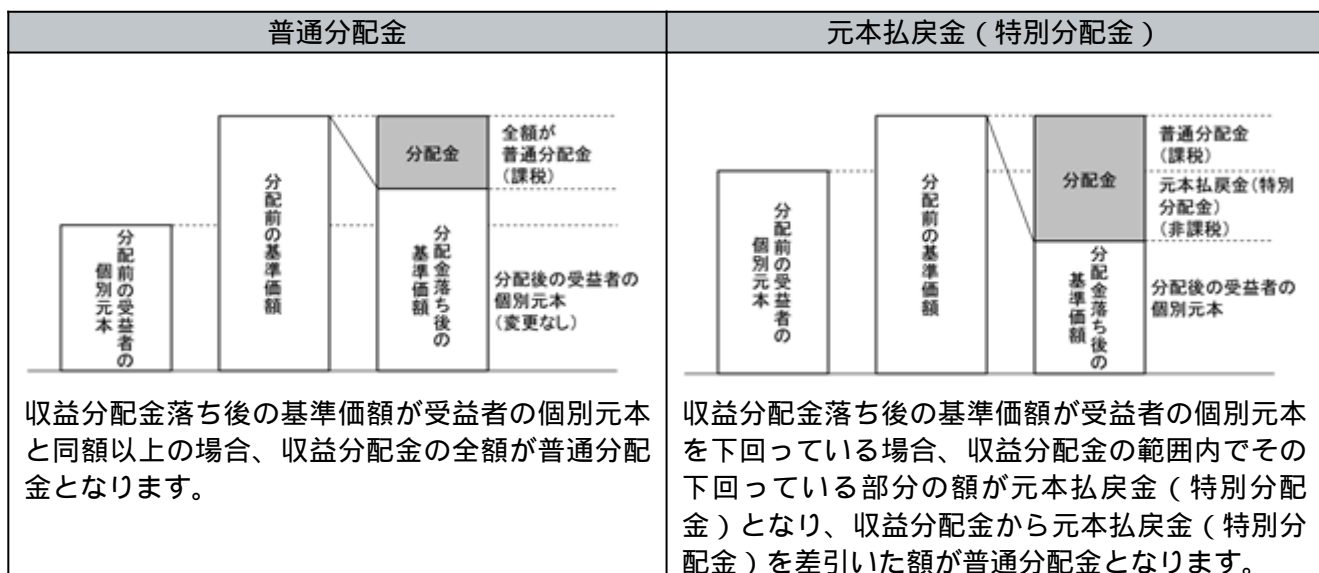 普通分配金
全額が
普通分配金
(課税)
分配金
分配前の受益者の
個別元本
分配前の基準価額
分配金落ち後の
基準価額
分配後の受益者の
個別元本
(変更なし)
収益分配金落ち後の基準価額が受益者の個別元本
と同額以上の場合、収益分配金の全額が普通分配
金となります。
元本払戻金(特別分配金)
普通分配金
(課税)
分配金
元本払戻金(特別
分配金)
(非課税)
分配前の受益者の
個別元本
分配前の基準価額
分配金落ち後の
基準価額
分配後の受益者の
個別元本
収益分配金落ち後の基準価額が受益者の個別元本
を下回っている場合、収益分配金の範囲内でその
下回っている部分の額が元本払戻金(特別分配
金)となり、収益分配金から元本払戻金(特別分
配金)を差引いた額が普通分配金となります。